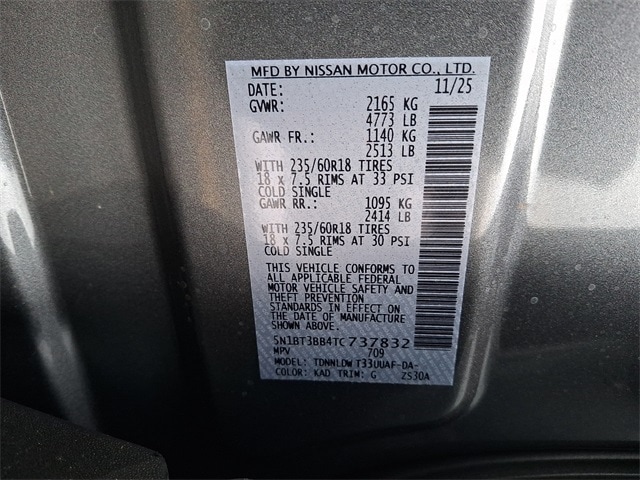 MFD BY NISSAN MOTOR CO., LTD.
DATE: 11/25
GVWR: 2165 KG
4773 LB
GAWR FR.: 1140 KG
2513 LB
WITH 235/60R18 TIRES
18 x 7.5 RIMS AT 33 PSI
COLD SINGLE
GAWR RR.: 1095 KG
2414 LB
WITH 235/60R18 TIRES
18 x 7.5 RIMS AT 30 PSI
COLD SINGLE
THIS VEHICLE CONFORMS TO
ALL APPLICABLE FEDERAL
MOTOR VEHICLE SAFETY AND
THEFT PREVENTION
STANDARDS IN EFFECT ON
THE DATE OF MANUFACTURE
SHOWN ABOVE.
5N1BT3BB4TC737832
MPV 709
MODEL: TDNNLDW T33UUAF-DA-
COLOR: KAD TRIM: G ZS30A